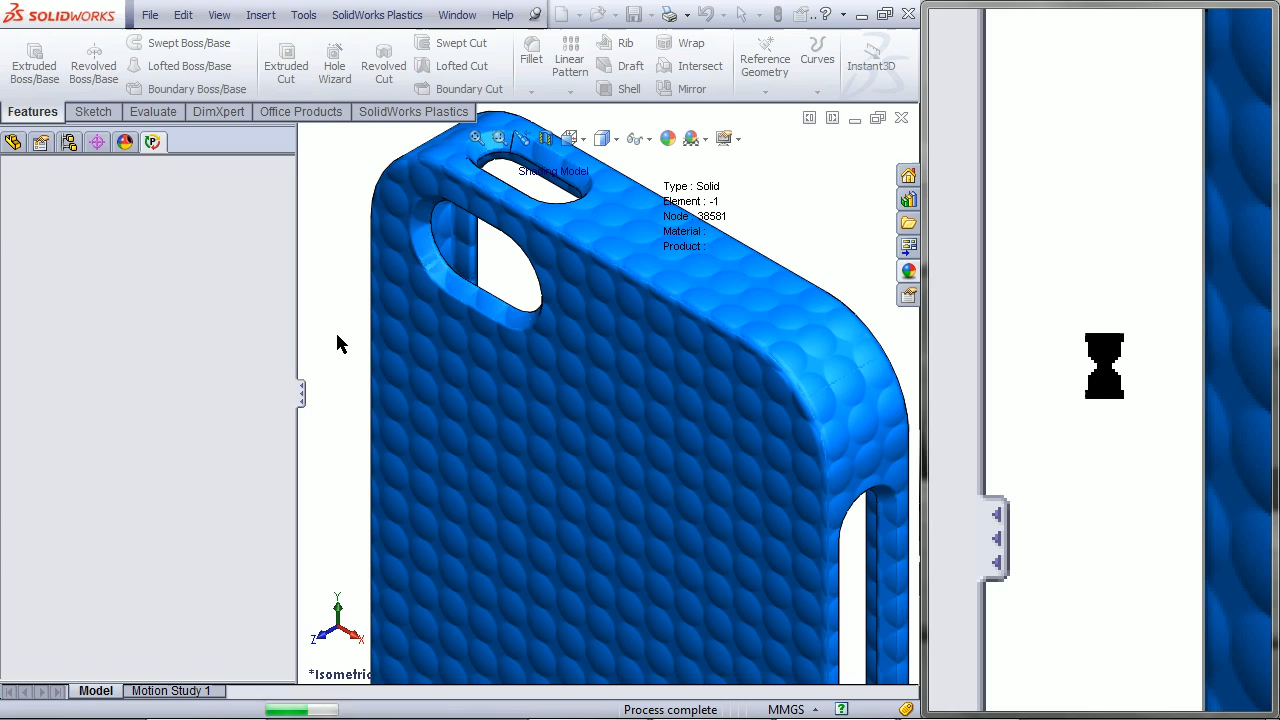 SOLIDWORKS File Edit View Insert Tools SolidWorks Plastics Window Help ?
Extruded Boss/Base
Revolved Boss/Base
Swept Boss/Base
Lofted Boss/Base
Boundary Boss/Base
Extruded Cut
Hole Wizard
Revolved Cut
Swept Cut
Lofted Cut
Boundary Cut
Fillet
Linear Pattern
Rib
Draft
Shell
Wrap
Intersect
Mirror
Reference Geometry
Curves
Instant3D
Features Sketch Evaluate DimXpert Office Products SolidWorks Plastics
Shading Model
Type : Solid
Element : -1
Node : 38581
Material :
Product :
Y
Z X
*Isometric
Model Motion Study 1
Process complete MMGS ?